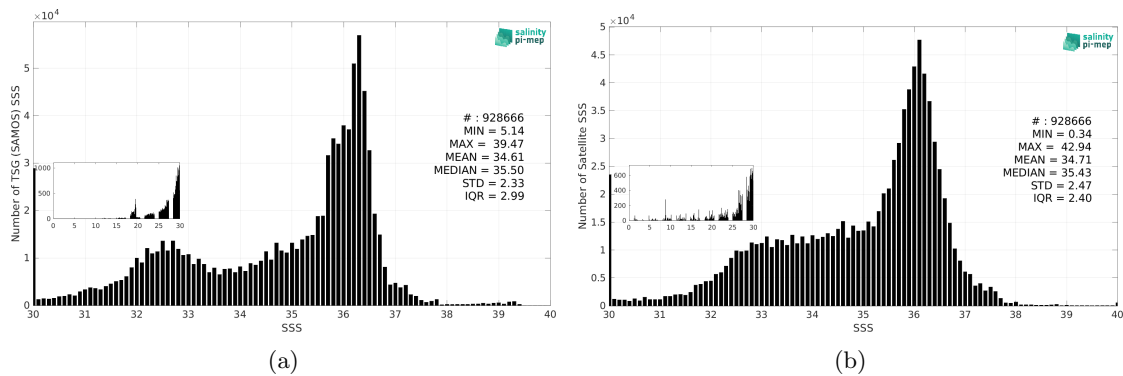 ×10⁴
salinity
pi-mep
Number of TSG (SAMOS) SSS
5
4
3
2
1
0
# : 928666
MIN = 5.14
MAX = 39.47
MEAN = 34.61
MEDIAN = 35.50
STD = 2.33
IQR = 2.99
1000
500
0
0 5 10 15 20 25 30
30 31 32 33 34 35 36 37 38 39 40
SSS
(a)
×10⁴
salinity
pi-mep
Number of Satellite SSS
5
4.5
4
3.5
3
2.5
2
1.5
1
0.5
0
# : 928666
MIN = 0.34
MAX = 42.94
MEAN = 34.71
MEDIAN = 35.43
STD = 2.47
IQR = 2.40
600
400
200
0
0 5 10 15 20 25 30
30 31 32 33 34 35 36 37 38 39 40
SSS
(b)